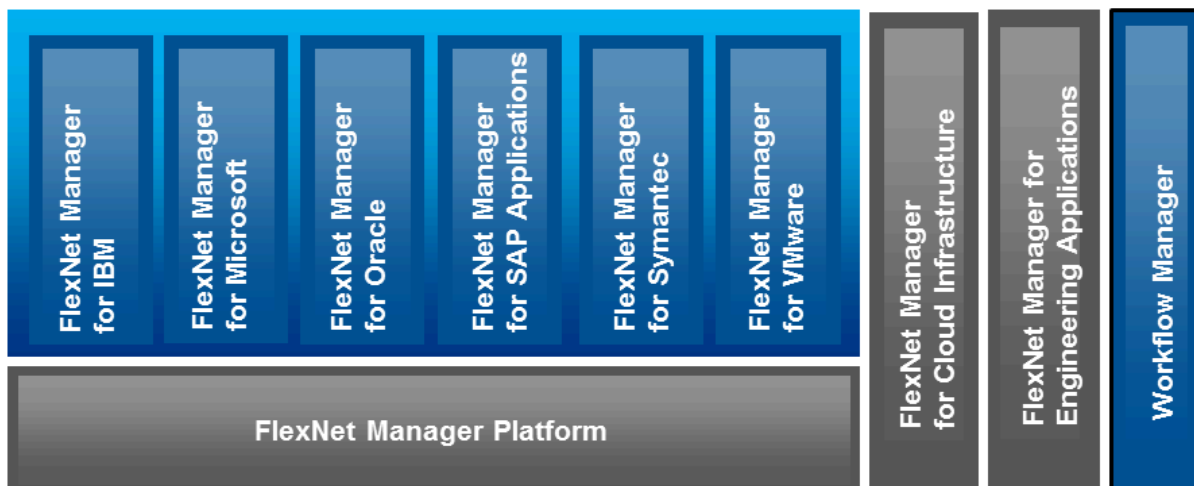 FlexNet Manager
for IBM
FlexNet Manager
for Microsoft
FlexNet Manager
for Oracle
FlexNet Manager
for SAP Applications
FlexNet Manager
for Symantec
FlexNet Manager
for VMware
FlexNet Manager
for Cloud Infrastructure
FlexNet Manager for
Engineering Applications
Workflow Manager
FlexNet Manager Platform